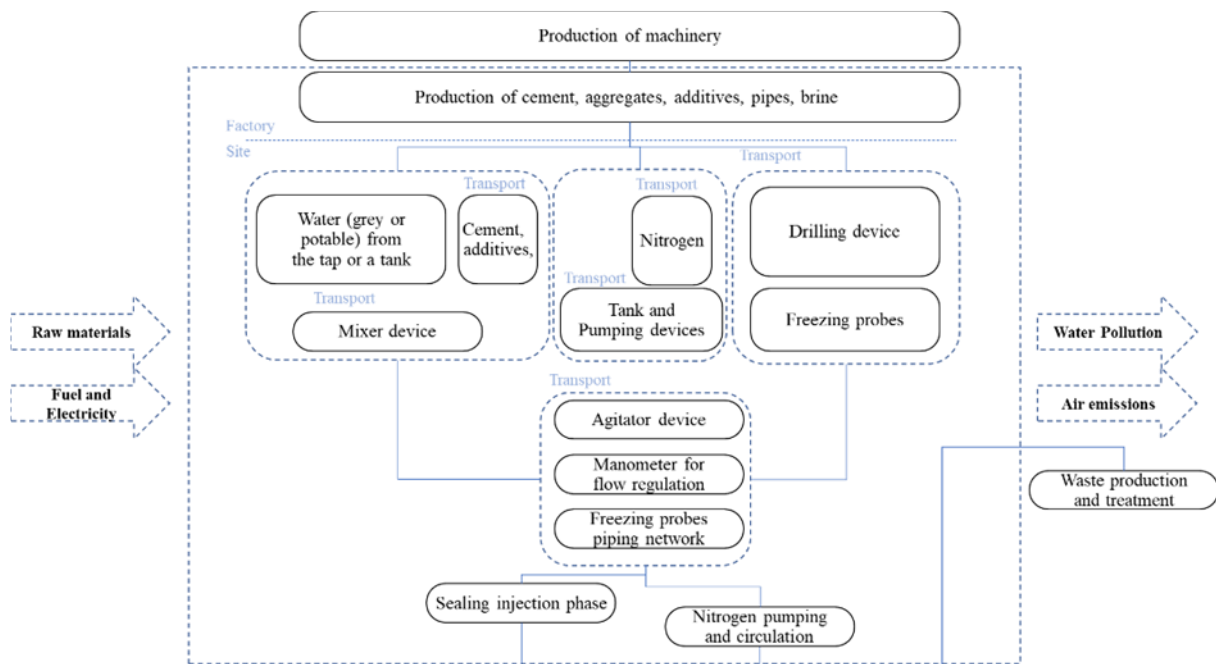 Production of machinery
Production of cement, aggregates, additives, pipes, brine
Factory
Site
Transport
Transport
Transport
Water (grey or
potable) from
the tap or a tank
Cement,
additives,
Nitrogen
Drilling device
Transport
Transport
Mixer device
Tank and
Pumping devices
Freezing probes
Raw materials
Fuel and
Electricity
Water Pollution
Air emissions
Transport
Agitator device
Manometer for
flow regulation
Freezing probes
piping network
Waste production
and treatment
Sealing injection phase
Nitrogen pumping
and circulation